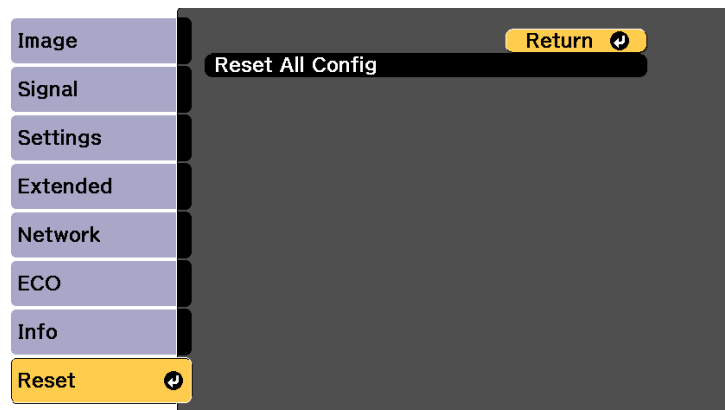 Image
Signal
Settings
Extended
Network
ECO
Info
Reset
Return
Reset All Config